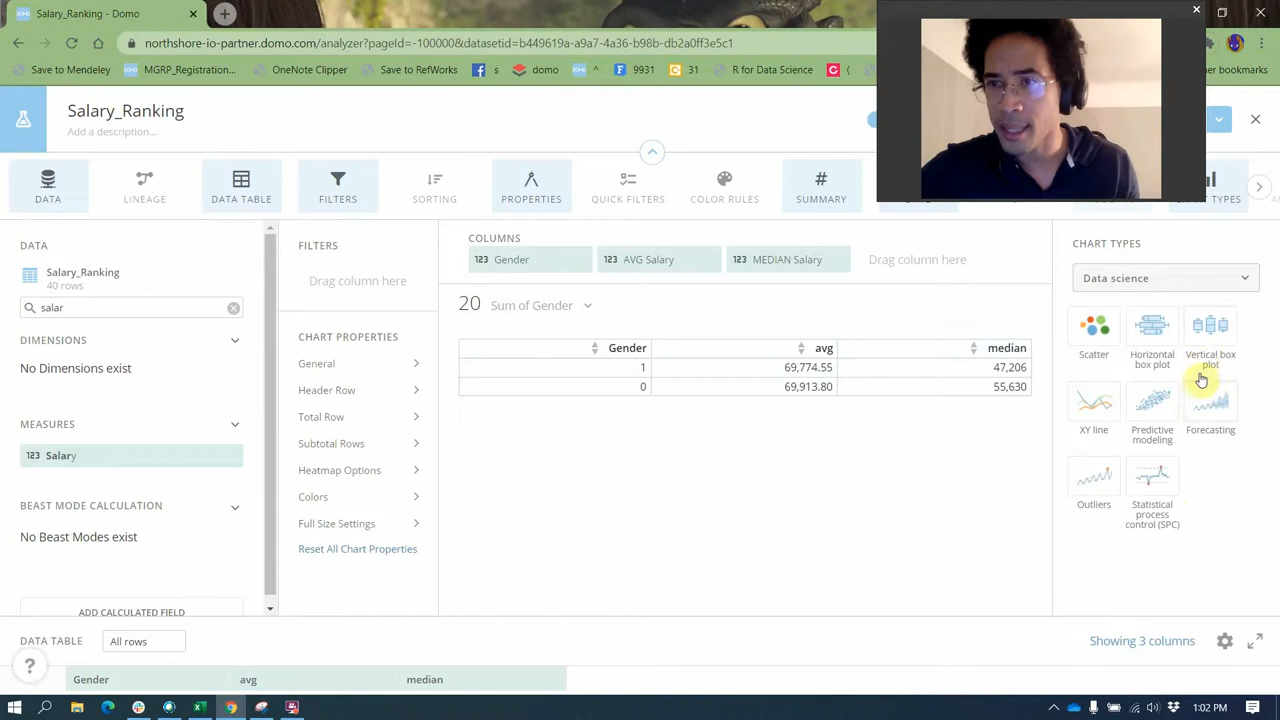 DOMO Salary_Ranking - Domo
northshore-io-partner.domo.com/analyzer?pageId=-100000&datasetid=b449619a-a9a7-4a36-b98b-db2a0ff3e5c1
Save to Mendeley
MGRP_Registration...
OneNote Clipper
Save to RefWorks
s
domo
^
9931
31
R for Data Science
(
her bookmarks
Salary_Ranking
Add a description...
DATA
LINEAGE
DATA TABLE
FILTERS
SORTING
PROPERTIES
QUICK FILTERS
COLOR RULES
SUMMARY
TYPES
DATA
Salary_Ranking
40 rows
salar
DIMENSIONS
No Dimensions exist
MEASURES
123 Salary
BEAST MODE CALCULATION
No Beast Modes exist
ADD CALCULATED FIELD
FILTERS
Drag column here
CHART PROPERTIES
General
Header Row
Total Row
Subtotal Rows
Heatmap Options
Colors
Full Size Settings
Reset All Chart Properties
COLUMNS
123 Gender
123 AVG Salary
123 MEDIAN Salary
Drag column here
20 Sum of Gender
Gender avg median
1 69,774.55 47,206
0 69,913.80 55,630
CHART TYPES
Data science
Scatter
Horizontal
box plot
Vertical box
plot
XY line
Predictive
modeling
Forecasting
Outliers
Statistical
process
control (SPC)
DATA TABLE All rows Showing 3 columns
?
Gender avg median
1:02 PM